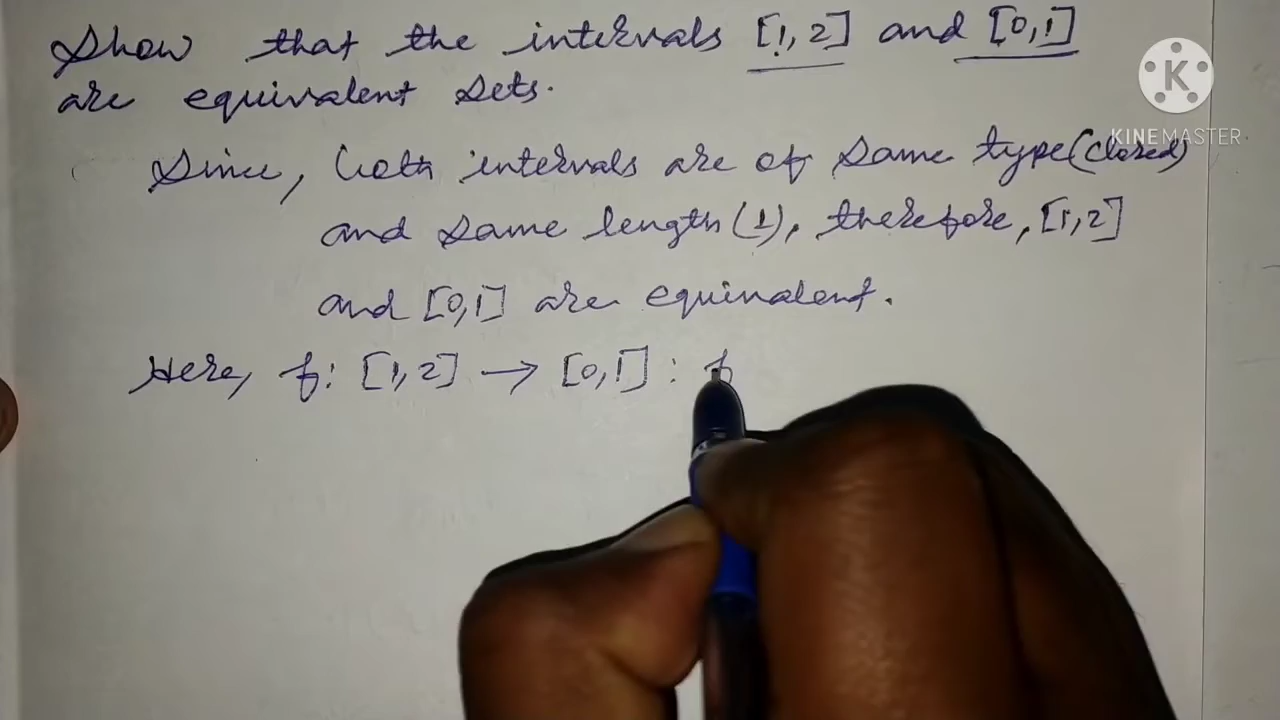 Show that the intervals [1,2] and [0,1]
are equivalent sets.
K
KINEMASTER
Since, both intervals are of same type (closed)
and same length (1), therefore, [1,2]
and [0,1] are equivalent.
Here, f: [1,2] → [0,1] : f